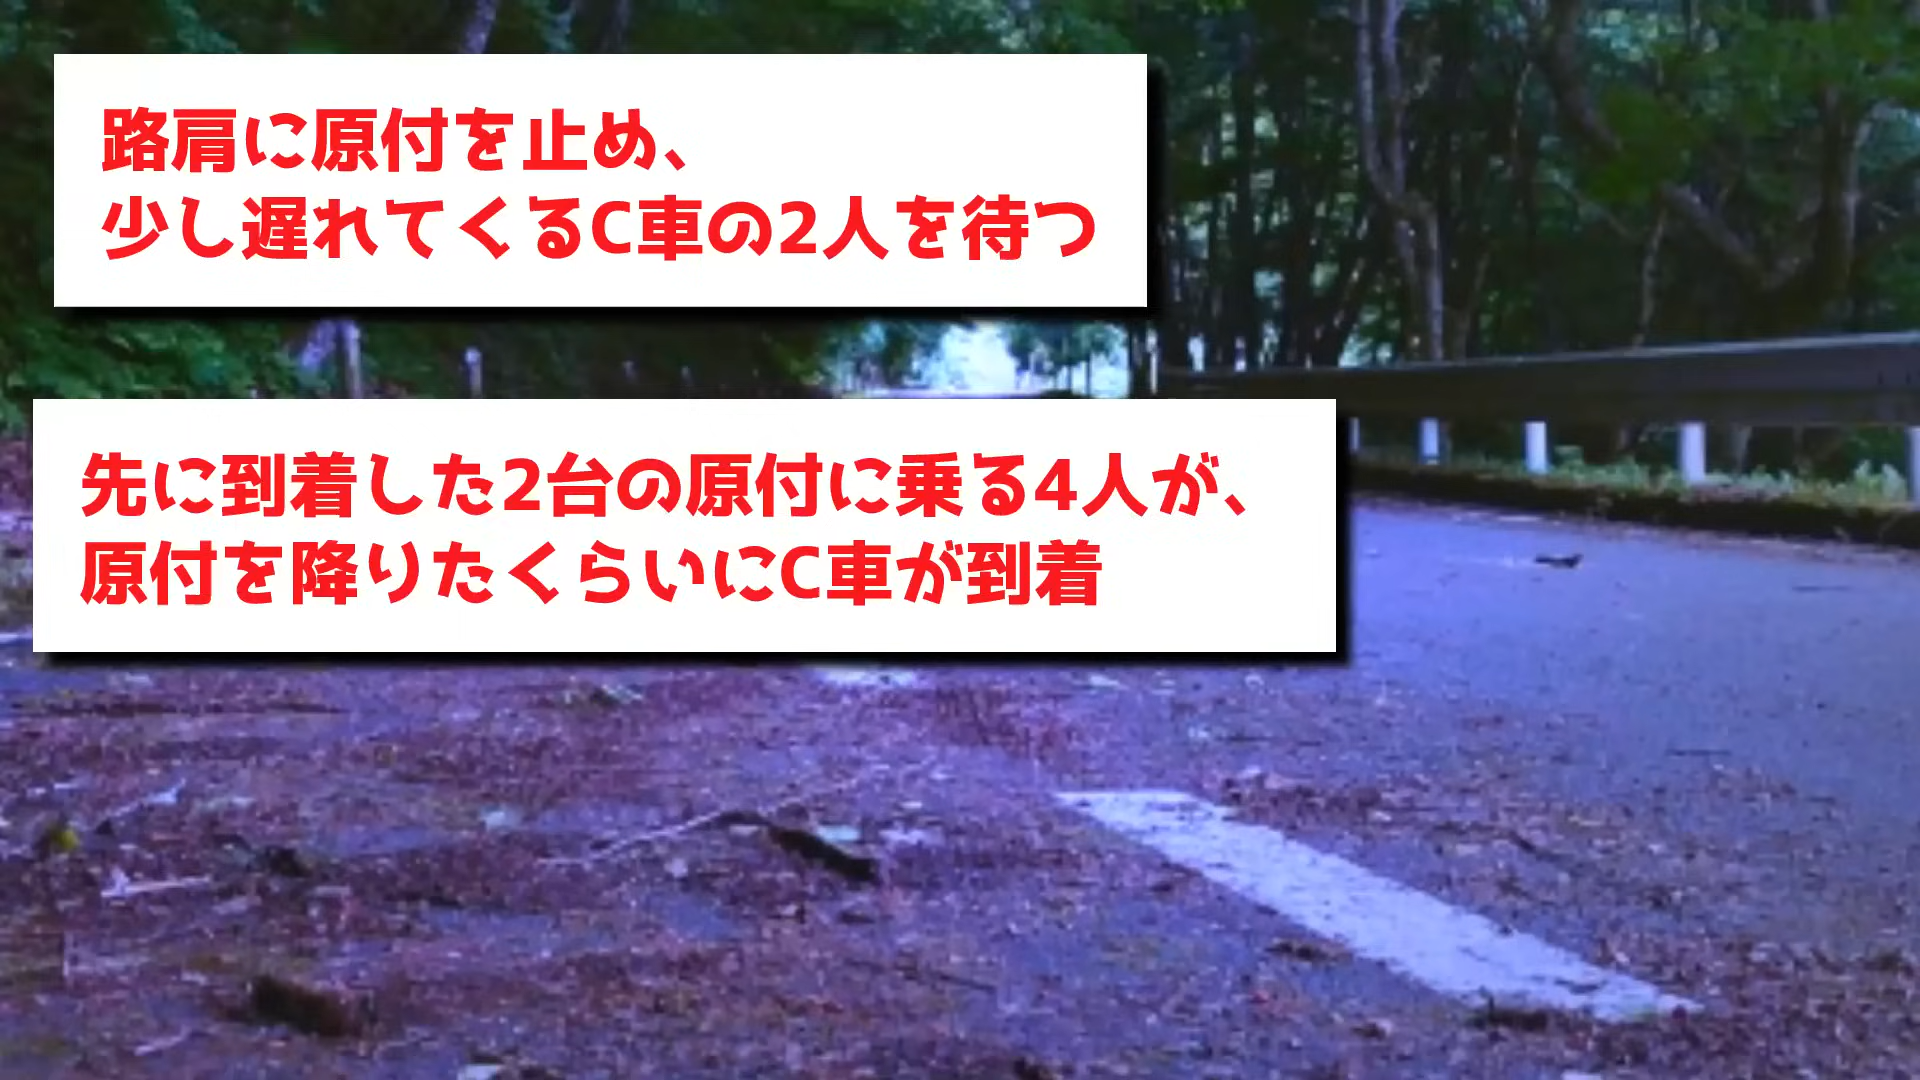 路肩に原付を止め、
少し遅れてくるC車の2人を待つ
先に到着した2台の原付に乗る4人が、
原付を降りたくらいにC車が到着